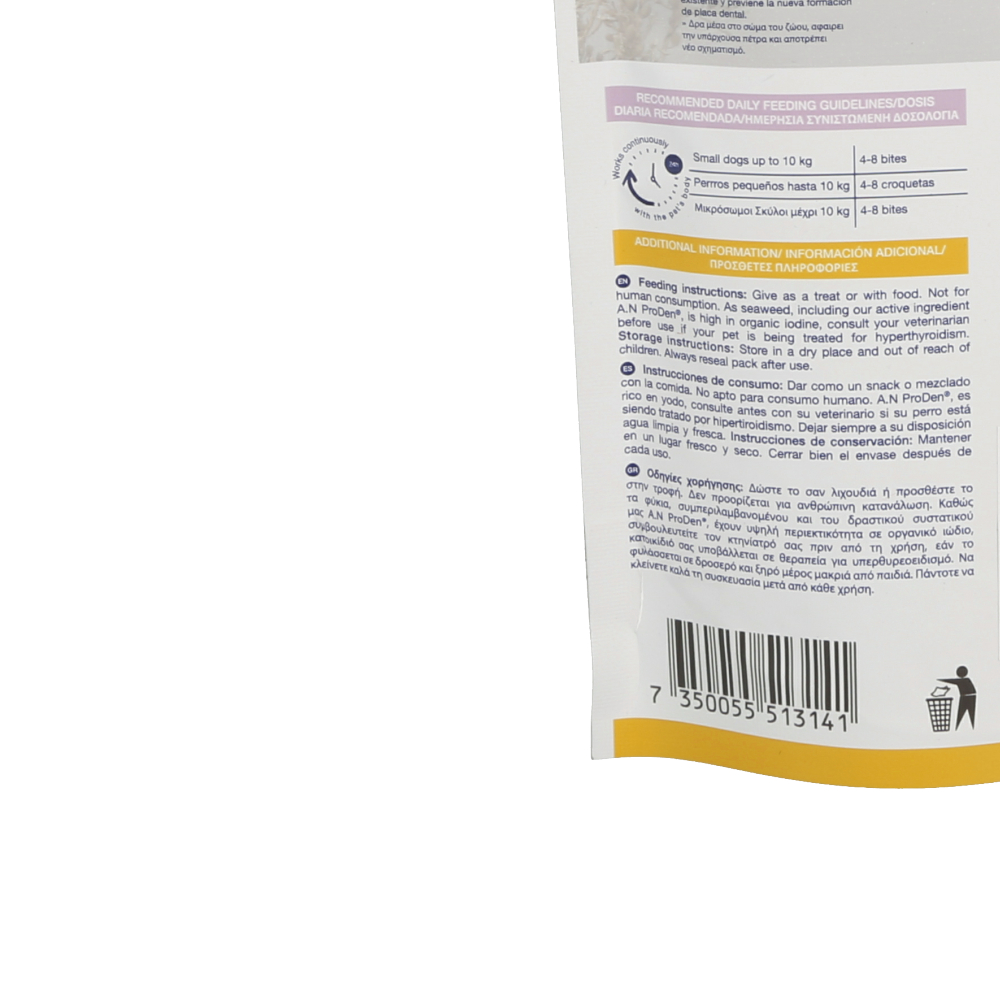 existente y previene la nueva formación
de placa dental.
• Δρα μέσα στο σώμα του ζώου, αφαιρεί
την υπάρχουσα πέτρα και αποτρέπει
νέο σχηματισμό.
RECOMMENDED DAILY FEEDING GUIDELINES/DOSIS
DIARIA RECOMENDADA/ΗΜΕΡΗΣΙΑ ΣΥΝΙΣΤΩΜΕΝΗ ΔΟΣΟΛΟΓΙΑ
Works continuously
24h
with the pet's body
Small dogs up to 10 kg 4-8 bites
Perrros pequeños hasta 10 kg 4-8 croquetas
Μικρόσωμοι Σκύλοι μέχρι 10 kg 4-8 bites
ADDITIONAL INFORMATION/ INFORMACIÓN ADICIONAL/
ΠΡΟΣΘΕΤΕΣ ΠΛΗΡΟΦΟΡΙΕΣ
EN Feeding instructions: Give as a treat or with food. Not for
human consumption. As seaweed, including our active ingredient
A.N ProDen®, is high in organic iodine, consult your veterinarian
before use if your pet is being treated for hyperthyroidism.
Storage instructions: Store in a dry place and out of reach of
children. Always reseal pack after use.
ES Instrucciones de consumo: Dar como un snack o mezclado
con la comida. No apto para consumo humano. A.N ProDen®, es
rico en yodo, consulte antes con su veterinario si su perro está
siendo tratado por hipertiroidismo. Dejar siempre a su disposición
agua limpia y fresca. Instrucciones de conservación: Mantener
en un lugar fresco y seco. Cerrar bien el envase después de
cada uso.
GR Οδηγίες χορήγησης: Δώστε το σαν λιχουδιά ή προσθέστε το
στην τροφή. Δεν προορίζεται για ανθρώπινη κατανάλωση. Καθώς
τα φύκια, συμπεριλαμβανομένου και του δραστικού συστατικού
μας A.N ProDen®, έχουν υψηλή περιεκτικότητα σε οργανικό ιώδιο,
συμβουλευτείτε τον κτηνίατρό σας πριν από τη χρήση, εάν το
κατοικίδιό σας υποβάλλεται σε θεραπεία για υπερθυρεοειδισμό. Να
φυλάσσεται σε δροσερό και ξηρό μέρος μακριά από παιδιά. Πάντοτε να
κλείνετε καλά τη συσκευασία μετά από κάθε χρήση.
7 350055 513141